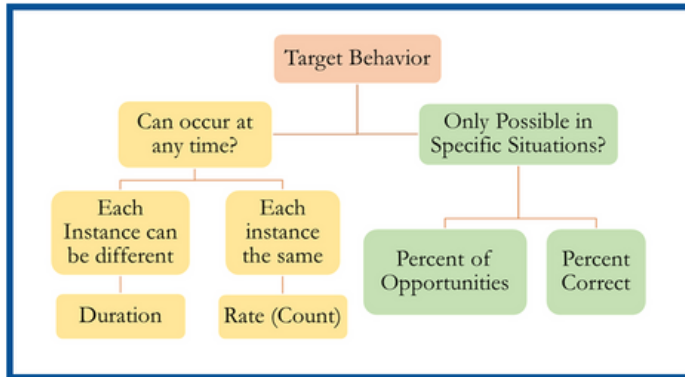 Target Behavior
Can occur at
any time?
Only Possible in
Specific Situations?
Each
Instance can
be different
Each
instance
the same
Percent of
Opportunities
Percent
Correct
Duration
Rate (Count)